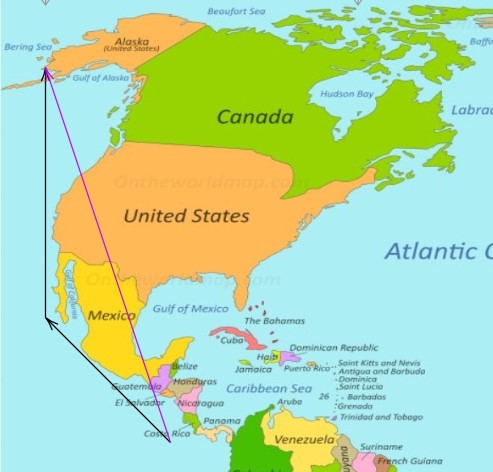 Beaufort Sea
Bering Sea
Alaska
(United States)
Gulf of Alaska
Baffin
Hudson Bay
Canada
Labrad
Ontheworldmap.com
United States
Atlantic O
Gulf of California
Ontheworldmap.com
Gulf of Mexico
Mexico
The Bahamas
Cuba
Haiti
Dominican Republic
Jamaica
Puerto Rico
Saint Kitts and Nevis
Antigua and Barbuda
Dominica
Saint Lucia
Barbados
26
Grenada
Trinidad and Tobago
Belize
Guatemala
Honduras
El Salvador
Nicaragua
Caribbean Sea
Aruba
Costa Rica
Panama
Venezuela
Guyana
Suriname
French Guiana